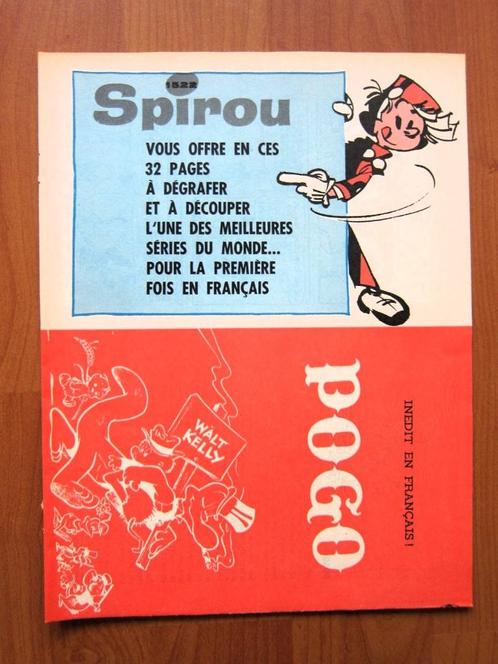 1522
Spirou
VOUS OFFRE EN CES
32 PAGES
À DÉGRAFER
ET À DÉCOUPER
L'UNE DES MEILLEURES
SÉRIES DU MONDE...
POUR LA PREMIÈRE
FOIS EN FRANÇAIS
INEDIT EN FRANÇAIS!
POGO
WALT
KELLY